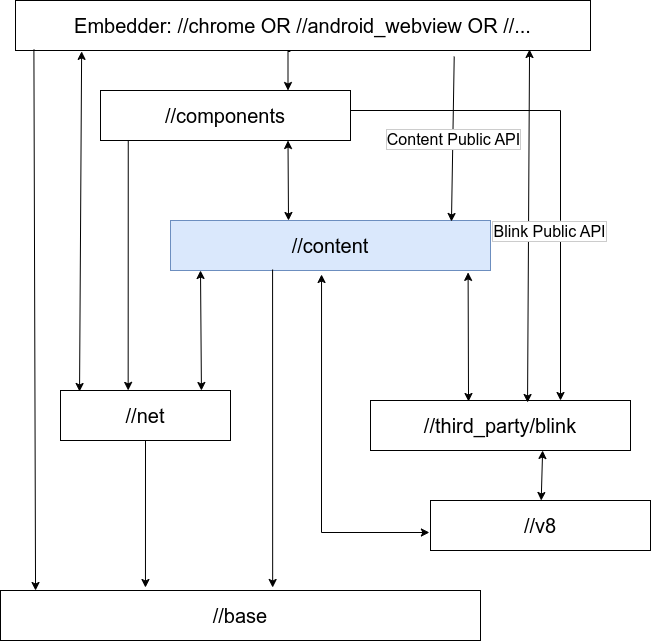 Embedder: //chrome OR //android_webview OR //...
//components
Content Public API
Blink Public API
//content
//net
//third_party/blink
//v8
//base